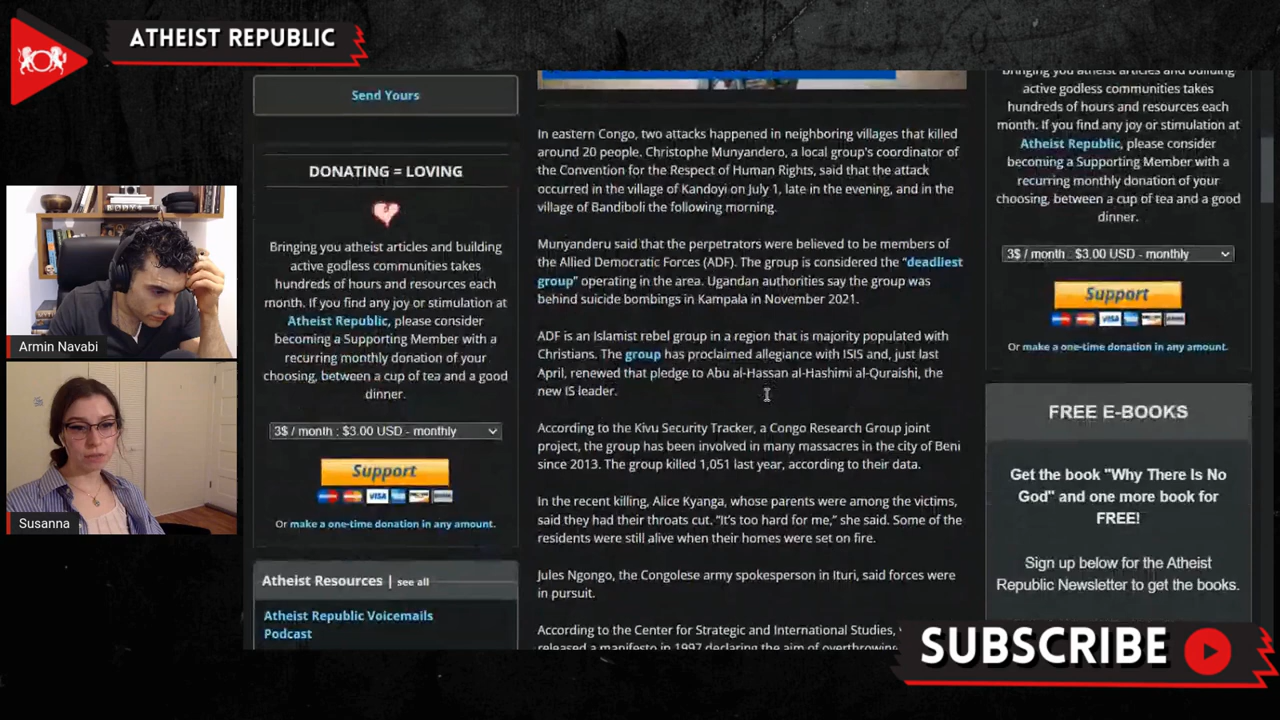 ATHEIST REPUBLIC
Armin Navabi
Susanna
Send Yours
DONATING = LOVING
Bringing you atheist articles and building
active godless communities takes
hundreds of hours and resources each
month. If you find any joy or stimulation at
Atheist Republic, please consider
becoming a Supporting Member with a
recurring monthly donation of your
choosing, between a cup of tea and a good
dinner.
3$ / month : $3.00 USD - monthly
Support
VISA
Or make a one-time donation in any amount.
Atheist Resources | see all
Atheist Republic Voicemails
Podcast
In eastern Congo, two attacks happened in neighboring villages that killed
around 20 people. Christophe Munyandero, a local group's coordinator of
the Convention for the Respect of Human Rights, said that the attack
occurred in the village of Kandoyi on July 1, late in the evening, and in the
village of Bandiboli the following morning.
Munyanderu said that the perpetrators were believed to be members of
the Allied Democratic Forces (ADF). The group is considered the "deadliest
group" operating in the area. Ugandan authorities say the group was
behind suicide bombings in Kampala in November 2021.
ADF is an Islamist rebel group in a region that is majority populated with
Christians. The group has proclaimed allegiance with ISIS and, just last
April, renewed that pledge to Abu al-Hassan al-Hashimi al-Quraishi, the
new IS leader.
According to the Kivu Security Tracker, a Congo Research Group joint
project, the group has been involved in many massacres in the city of Beni
since 2013. The group killed 1,051 last year, according to their data.
In the recent killing, Alice Kyanga, whose parents were among the victims,
said they had their throats cut. "It's too hard for me," she said. Some of the
residents were still alive when their homes were set on fire.
Jules Ngongo, the Congolese army spokesperson in Ituri, said forces were
in pursuit.
According to the Center for Strategic and International Studies,
released a manifesto in 1997 declaring the aim of overthrowing
bringing you atheist articles and building
active godless communities takes
hundreds of hours and resources each
month. If you find any joy or stimulation at
Atheist Republic, please consider
becoming a Supporting Member with a
recurring monthly donation of your
choosing, between a cup of tea and a good
dinner.
3$ / month : $3.00 USD - monthly
Support
VISA
Or make a one-time donation in any amount.
FREE E-BOOKS
Get the book "Why There Is No
God" and one more book for
FREE!
Sign up below for the Atheist
Republic Newsletter to get the books.
SUBSCRIBE